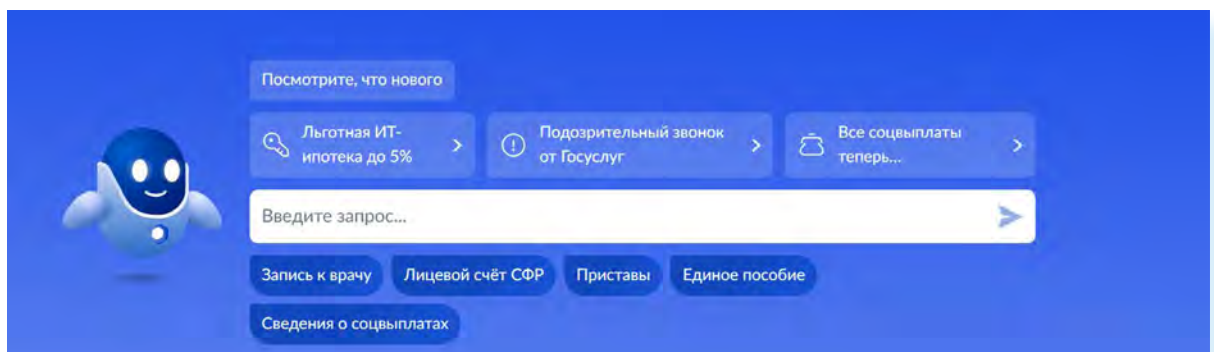 Посмотрите, что нового
Льготная ИТ-
ипотека до 5%
Подозрительный звонок
от Госуслуг
Все соцвыплаты
теперь...
Введите запрос...
Запись к врачу
Лицевой счёт СФР
Приставы
Единое пособие
Сведения о соцвыплатах